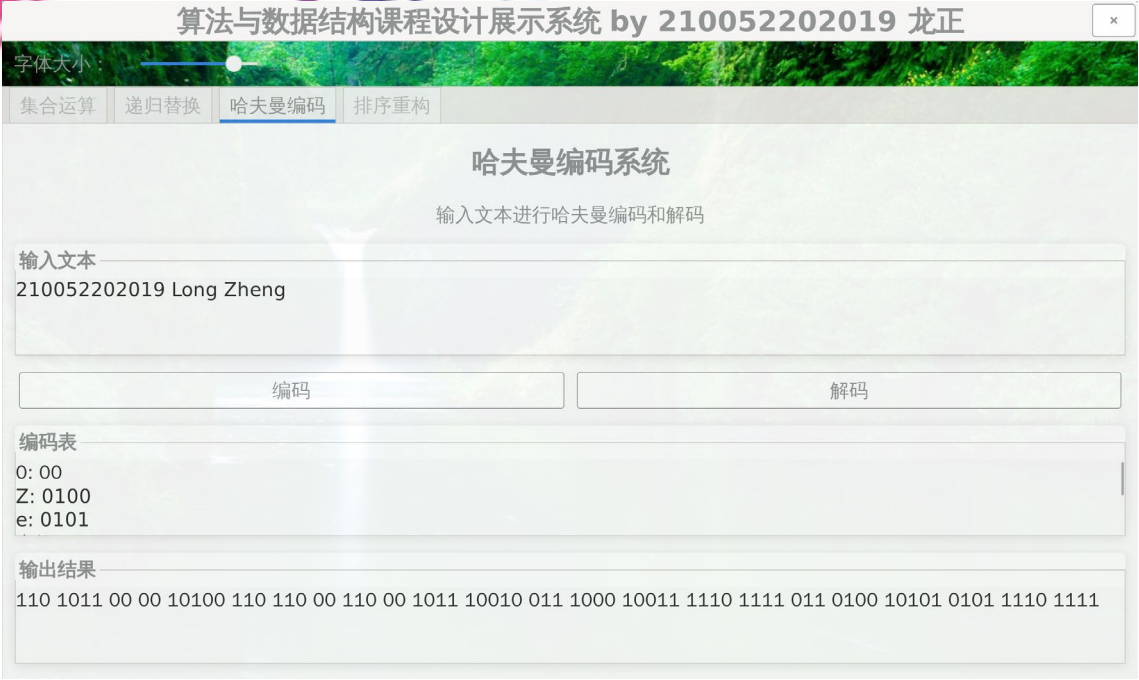 算法与数据结构课程设计展示系统 by 210052202019 龙正
×
字体大小：
集合运算 递归替换 哈夫曼编码 排序重构
哈夫曼编码系统
输入文本进行哈夫曼编码和解码
输入文本
210052202019 Long Zheng
编码 解码
编码表
0: 00
Z: 0100
e: 0101
输出结果
110 1011 00 00 10100 110 110 00 110 00 1011 10010 011 1000 10011 1110 1111 011 0100 10101 0101 1110 1111